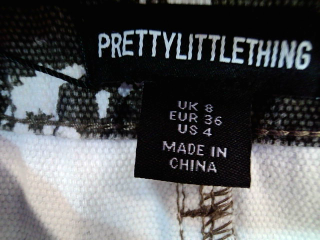 PRETTYLITTLETHING
UK 8
EUR 36
US 4
MADE IN
CHINA